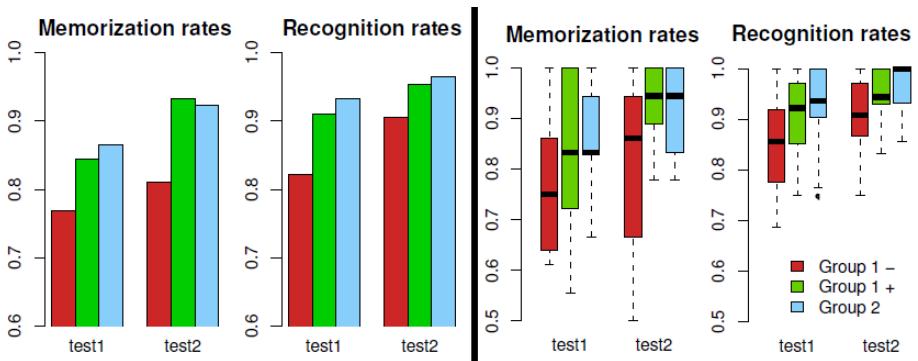 Memorization rates
1.0
0.9
0.8
0.7
0.6
test1 test2
Recognition rates
1.0
0.9
0.8
0.7
0.6
test1 test2
Memorization rates
1.0
0.9
0.8
0.7
0.6
0.5
test1 test2
Recognition rates
1.0
0.9
0.8
0.7
0.6
0.5
Group 1 −
Group 1 +
Group 2
test1 test2